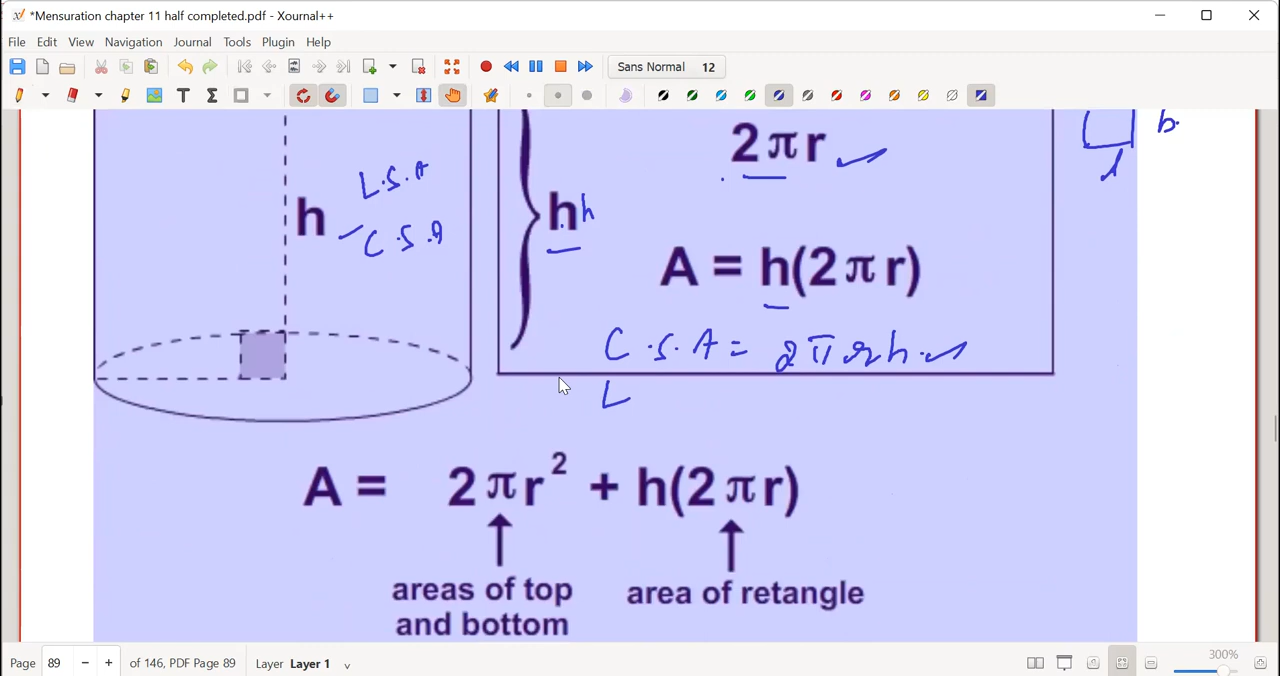 *Mensuration chapter 11 half completed.pdf - Xournal++
File Edit View Navigation Journal Tools Plugin Help
Sans Normal 12
2πr
b.
l
L.S.A
h
C.S.A
h h
A = h(2πr)
C.S.A = 2πrh.
L
A = 2πr² + h(2πr)
areas of top
and bottom
area of retangle
Page 89 of 146, PDF Page 89 Layer Layer 1 300%